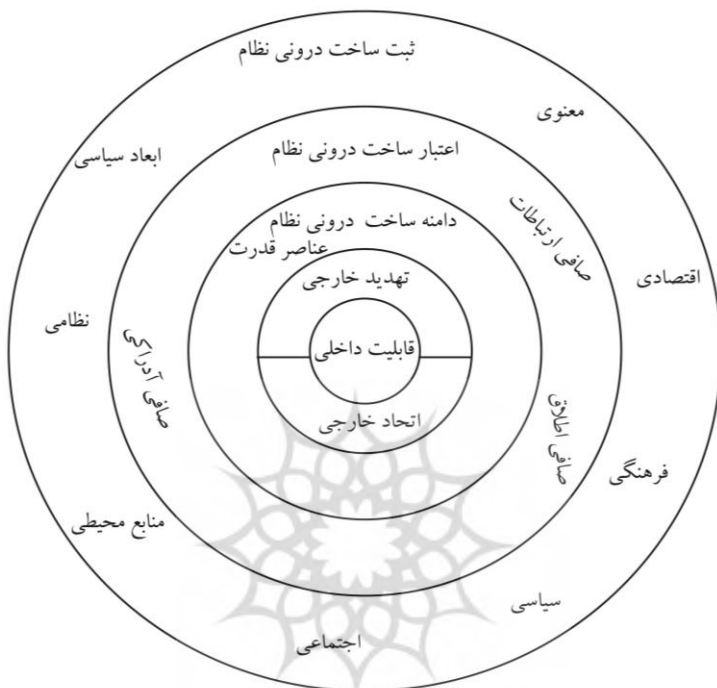 ثبت ساخت درونی نظام
معنوی
ابعاد سیاسی
اعتبار ساخت درونی نظام
صافی ارتباطات
دامنه ساخت درونی نظام
عناصر قدرت
تهدید خارجی
اقتصادی
نظامی
قابلیت داخلی
صافی آدراکی
اتحاد خارجی
صافی اطلاق
فرهنگی
منابع محیطی
سیاسی
اجتماعی